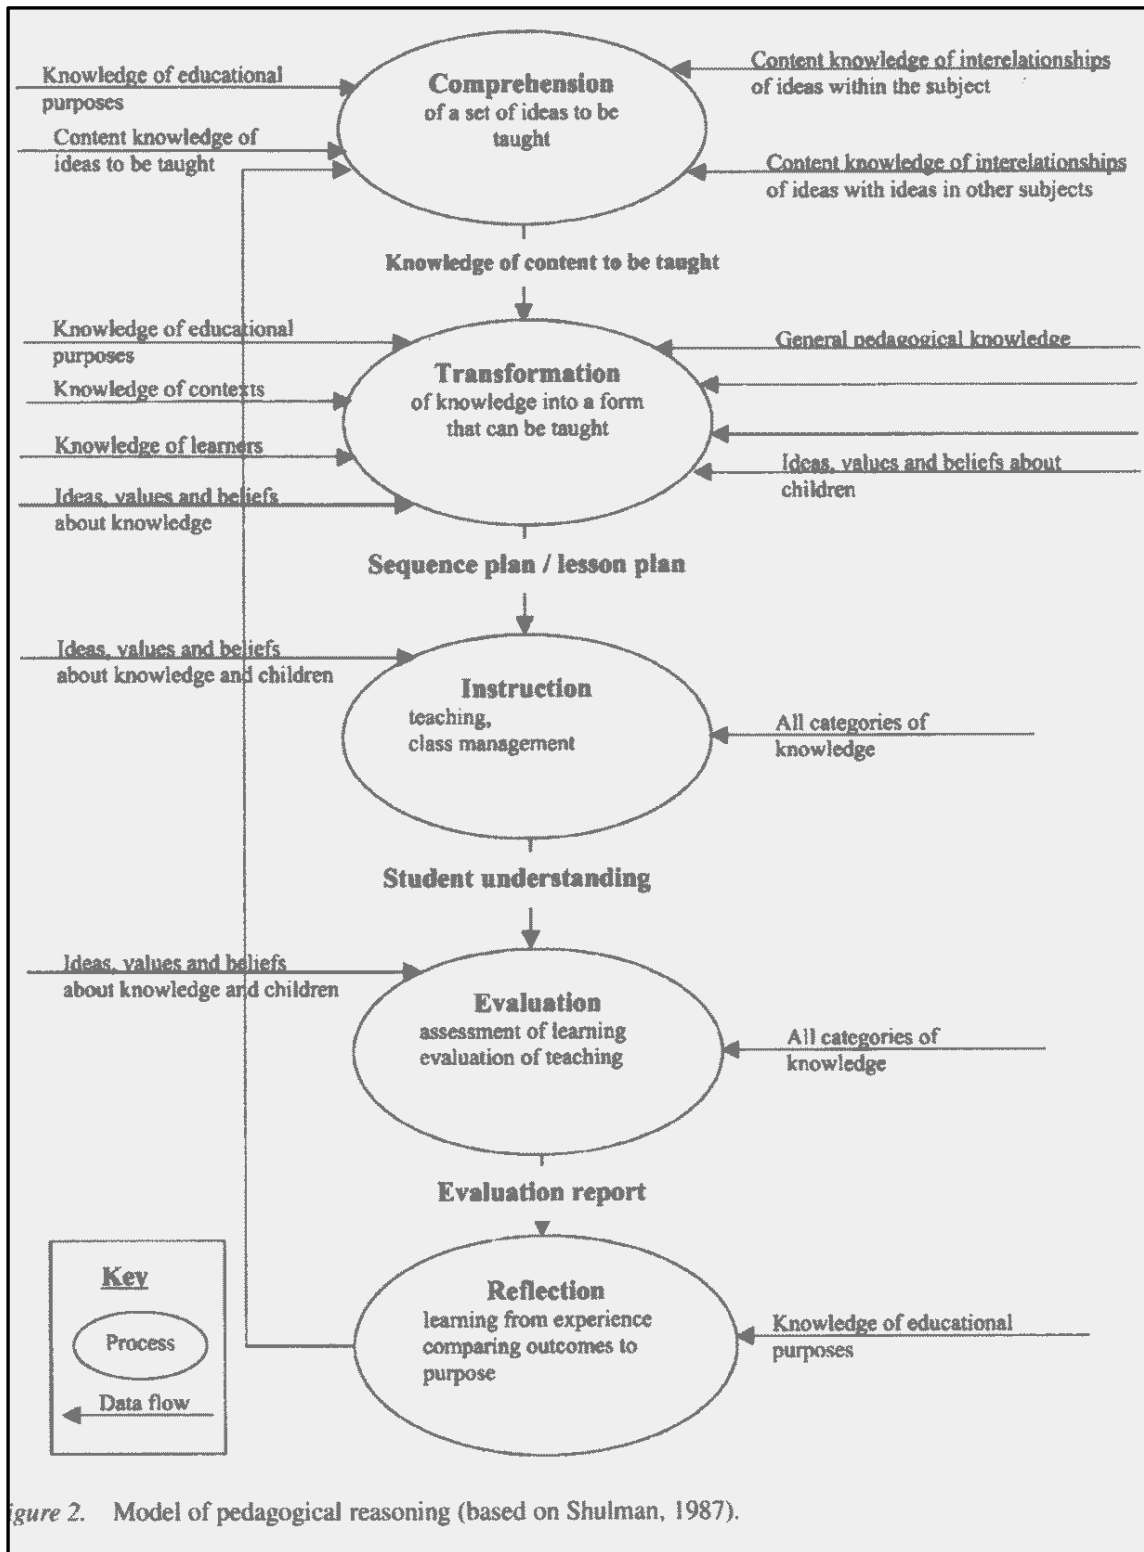 Knowledge of educational
purposes
Content knowledge of
ideas to be taught
Comprehension
of a set of ideas to be
taught
Content knowledge of interelationships
of ideas within the subject
Content knowledge of interelationships
of ideas with ideas in other subjects
Knowledge of content to be taught
Knowledge of educational
purposes
Knowledge of contexts
Knowledge of learners
Ideas, values and beliefs
about knowledge
Transformation
of knowledge into a form
that can be taught
General pedagogical knowledge
Ideas, values and beliefs about
children
Sequence plan / lesson plan
Ideas, values and beliefs
about knowledge and children
Instruction
teaching,
class management
All categories of
knowledge
Student understanding
Ideas, values and beliefs
about knowledge and children
Evaluation
assessment of learning
evaluation of teaching
All categories of
knowledge
Evaluation report
Reflection
learning from experience
comparing outcomes to
purpose
Knowledge of educational
purposes
Key
Process
Data flow
igure 2. Model of pedagogical reasoning (based on Shulman, 1987).